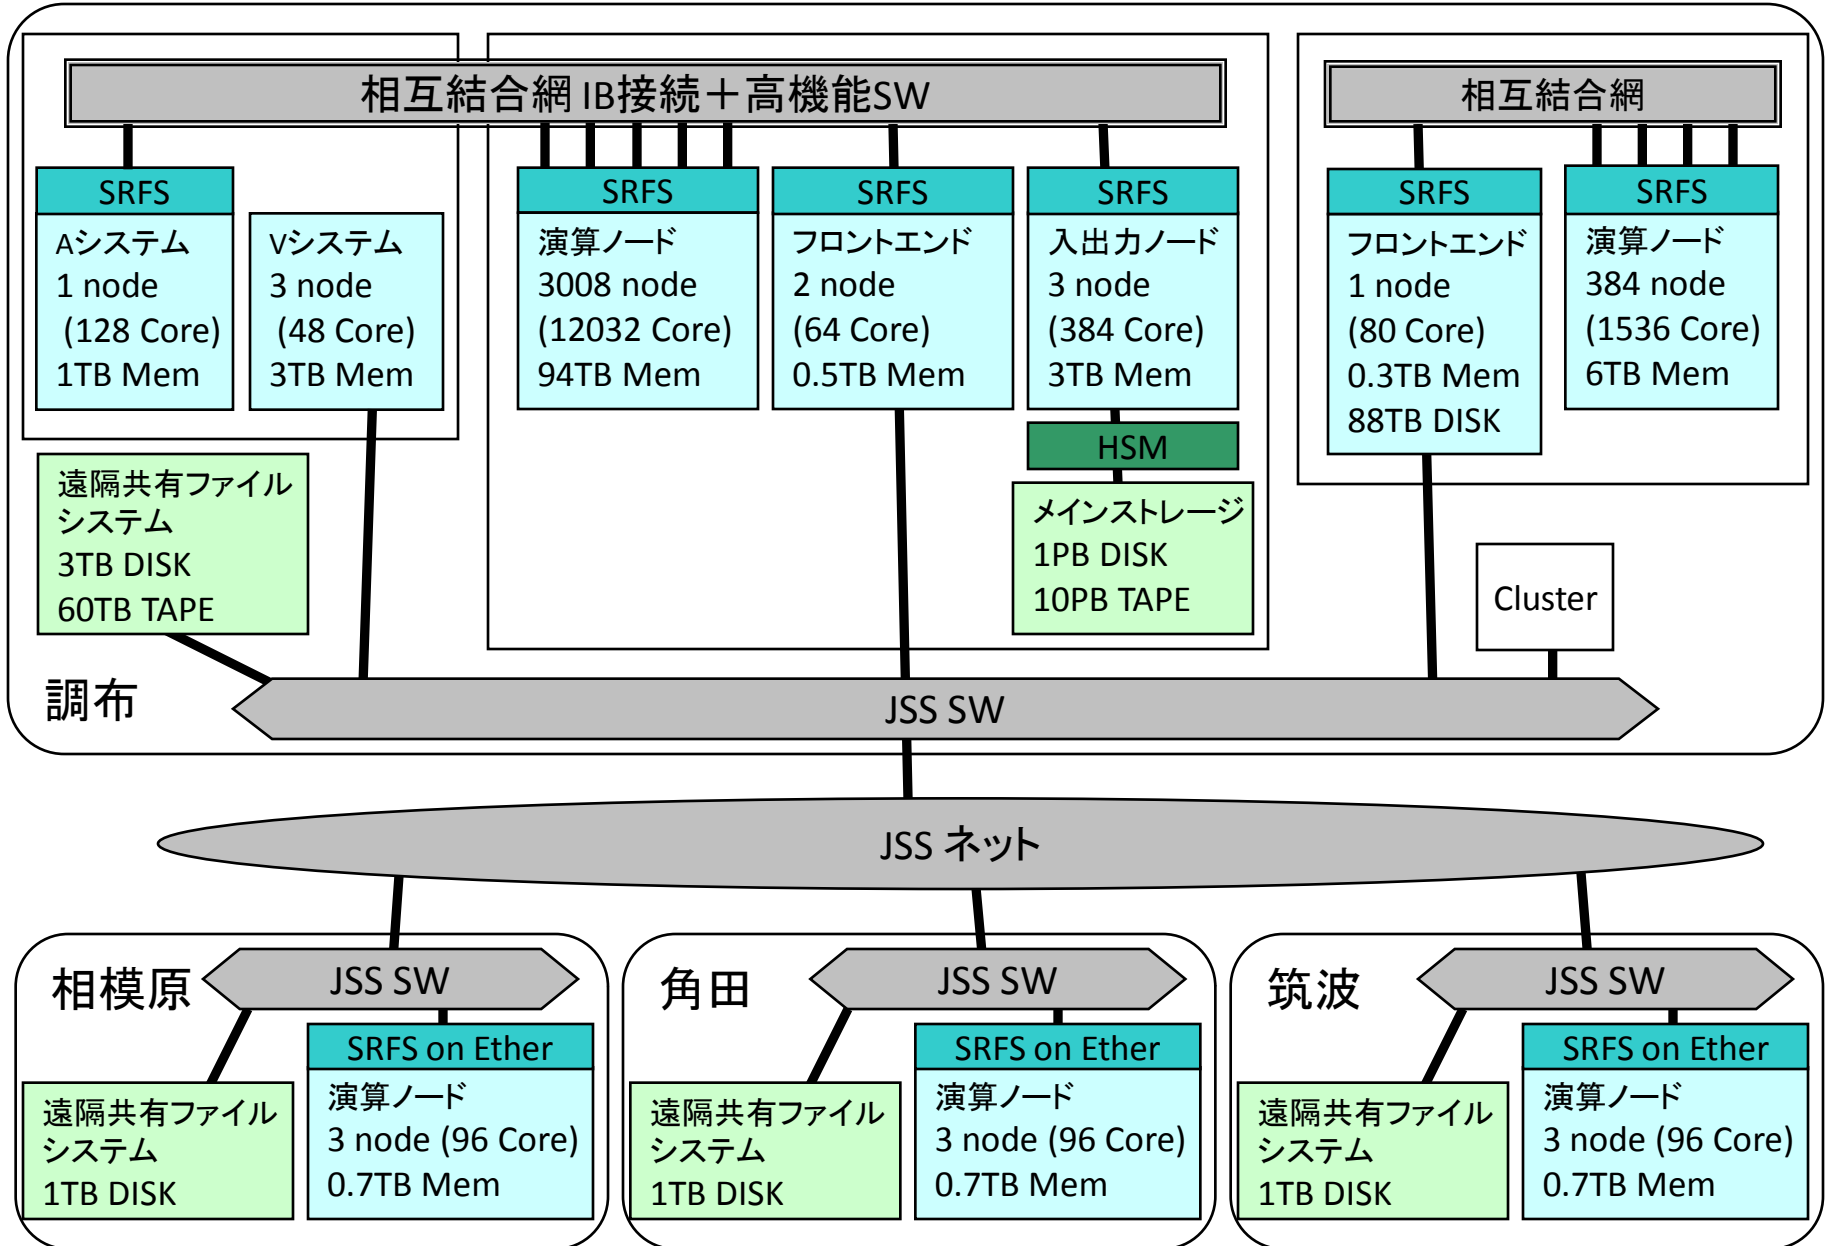 相互結合網 IB接続＋高機能SW
相互結合網
SRFS
Aシステム
1 node
(128 Core)
1TB Mem
Vシステム
3 node
(48 Core)
3TB Mem
SRFS
演算ノード
3008 node
(12032 Core)
94TB Mem
SRFS
フロントエンド
2 node
(64 Core)
0.5TB Mem
SRFS
入出力ノード
3 node
(384 Core)
3TB Mem
HSM
メインストレージ
1PB DISK
10PB TAPE
SRFS
フロントエンド
1 node
(80 Core)
0.3TB Mem
88TB DISK
SRFS
演算ノード
384 node
(1536 Core)
6TB Mem
遠隔共有ファイル
システム
3TB DISK
60TB TAPE
Cluster
調布
JSS SW
JSS ネット
相模原
JSS SW
SRFS on Ether
演算ノード
3 node (96 Core)
0.7TB Mem
遠隔共有ファイル
システム
1TB DISK
角田
JSS SW
SRFS on Ether
演算ノード
3 node (96 Core)
0.7TB Mem
遠隔共有ファイル
システム
1TB DISK
筑波
JSS SW
SRFS on Ether
演算ノード
3 node (96 Core)
0.7TB Mem
遠隔共有ファイル
システム
1TB DISK